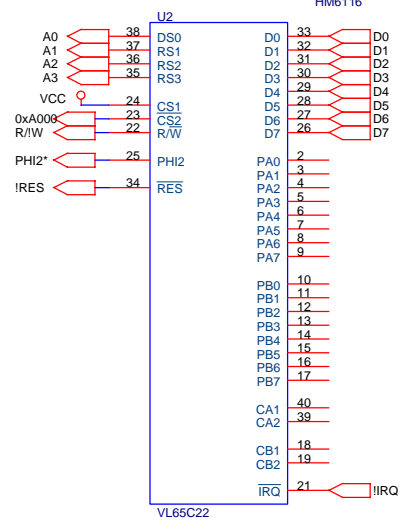 HM6116
U2
A0 38 DS0 D0 33 D0
A1 37 RS1 D1 32 D1
A2 36 RS2 D2 31 D2
A3 35 RS3 D3 30 D3
D4 29 D4
VCC 24 CS1 D5 28 D5
0xA000 23 CS2 D6 27 D6
R/!W 22 R/W D7 26 D7
PHI2* 25 PHI2 PA0 2
PA1 3
!RES 34 RES PA2 4
PA3 5
PA4 6
PA5 7
PA6 8
PA7 9
PB0 10
PB1 11
PB2 12
PB3 13
PB4 14
PB5 15
PB6 16
PB7 17
CA1 40
CA2 39
CB1 18
CB2 19
IRQ 21 !IRQ
VL65C22